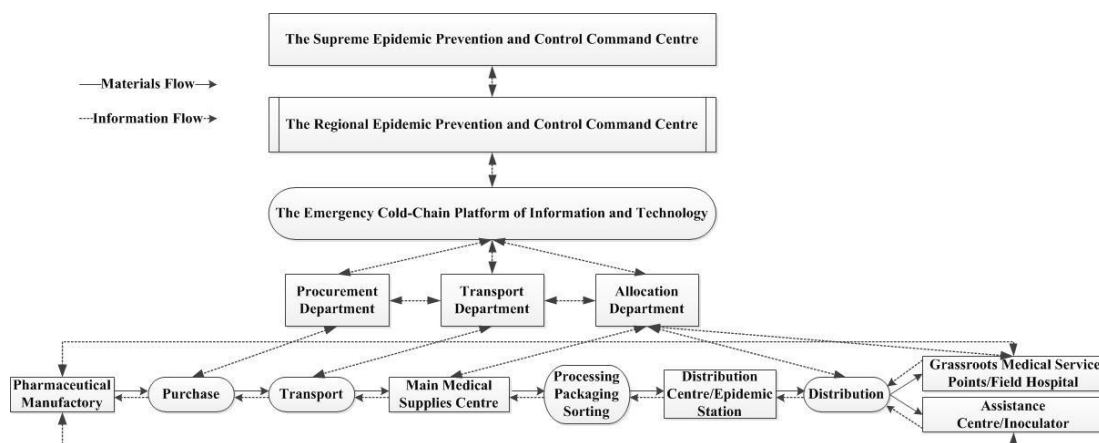 The Supreme Epidemic Prevention and Control Command Centre
Materials Flow
Information Flow
The Regional Epidemic Prevention and Control Command Centre
The Emergency Cold-Chain Platform of Information and Technology
Procurement
Department
Transport
Department
Allocation
Department
Pharmaceutical
Manufactory
Purchase
Transport
Main Medical
Supplies Centre
Processing
Packaging
Sorting
Distribution
Centre/Epidemic
Station
Distribution
Grassroots Medical Service
Points/Field Hospital
Assistance
Centre/Inoculator